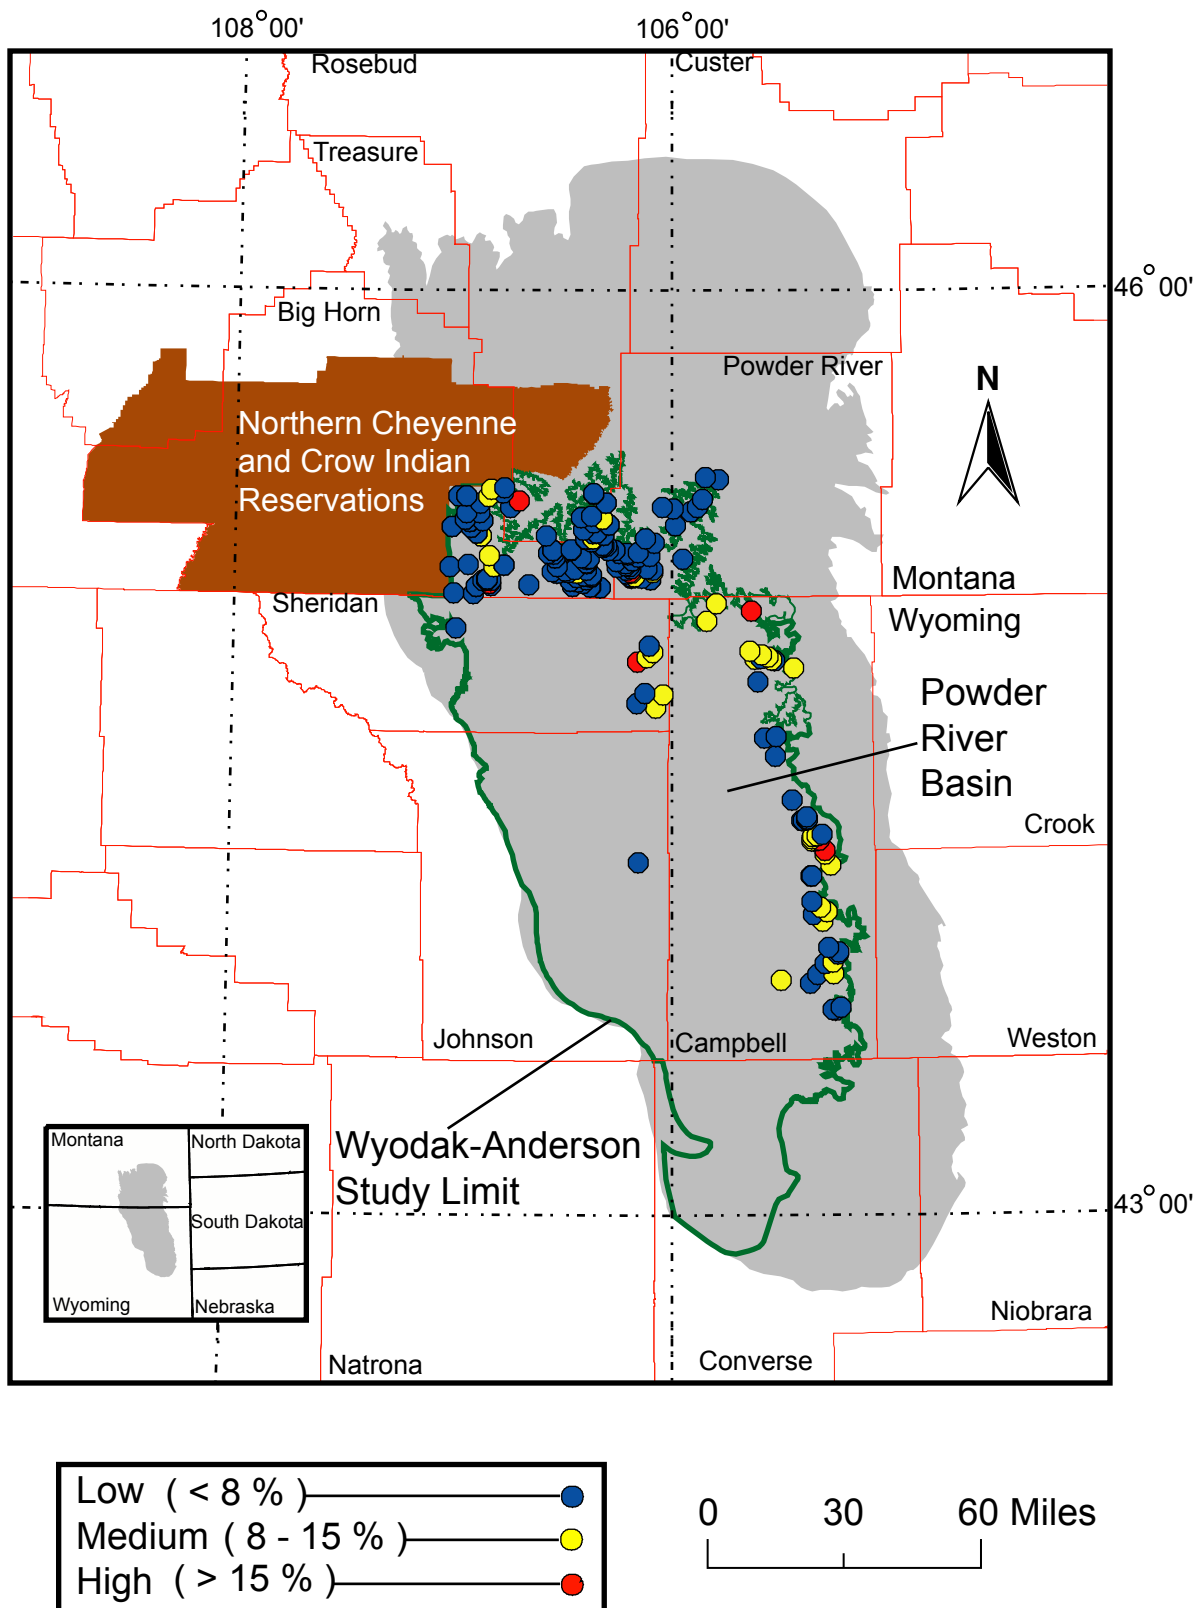 108°00'
106°00'
Rosebud
Custer
Treasure
46° 00'
Big Horn
Powder River
N
Northern Cheyenne
and Crow Indian
Reservations
Montana
Sheridan
Wyoming
Powder
River
Basin
Crook
Johnson
Campbell
Weston
Wyodak-Anderson
Study Limit
Montana
North Dakota
South Dakota
Wyoming
Nebraska
43° 00'
Niobrara
Natrona
Converse
Low ( < 8 % )
Medium ( 8 - 15 % )
High ( > 15 % )
0 30 60 Miles